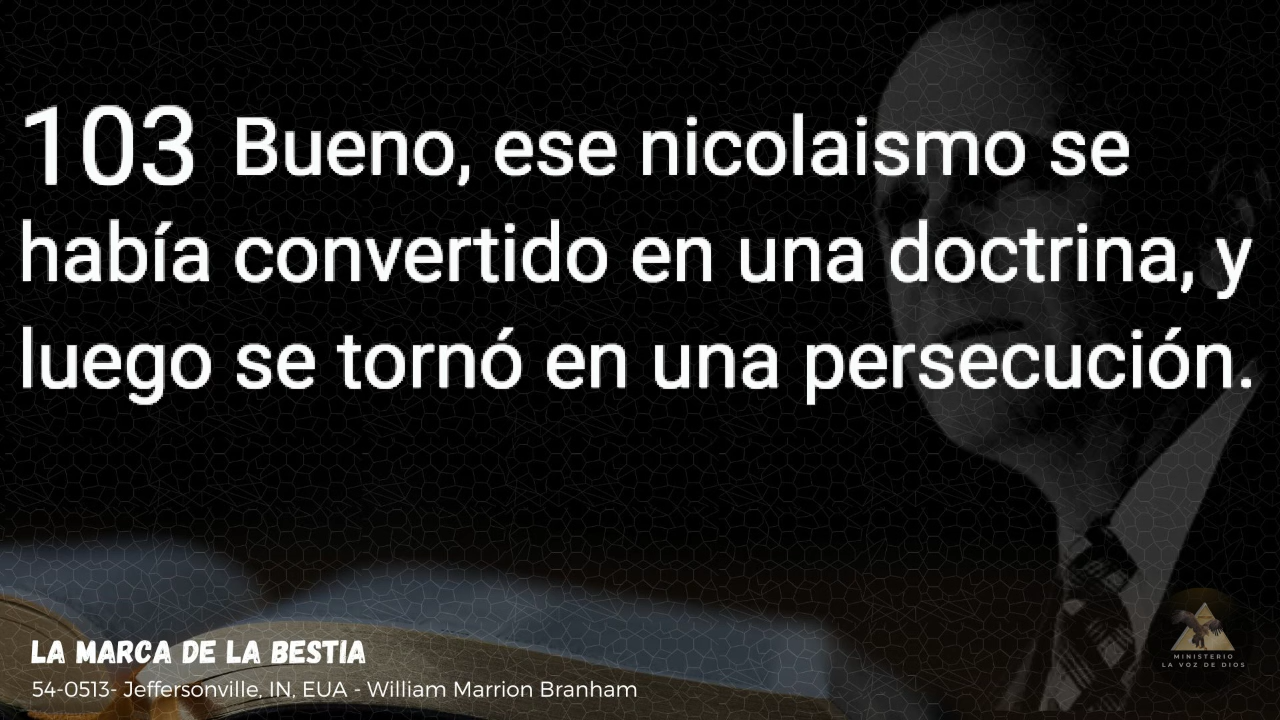 103 Bueno, ese nicolaismo se
había convertido en una doctrina, y
luego se tornó en una persecución.
LA MARCA DE LA BESTIA
54-0513- Jeffersonville, IN, EUA - William Marrion Branham
MINISTERIO
LA VOZ DE DIOS